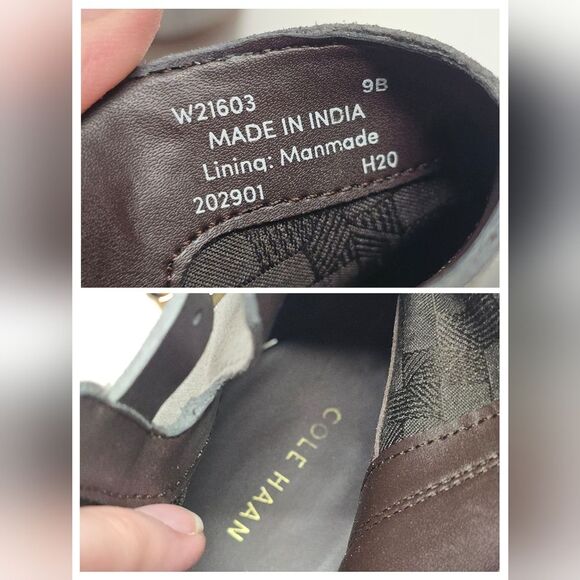 W21603 9B
MADE IN INDIA
Lining: Manmade
202901 H20
COLE HAAN